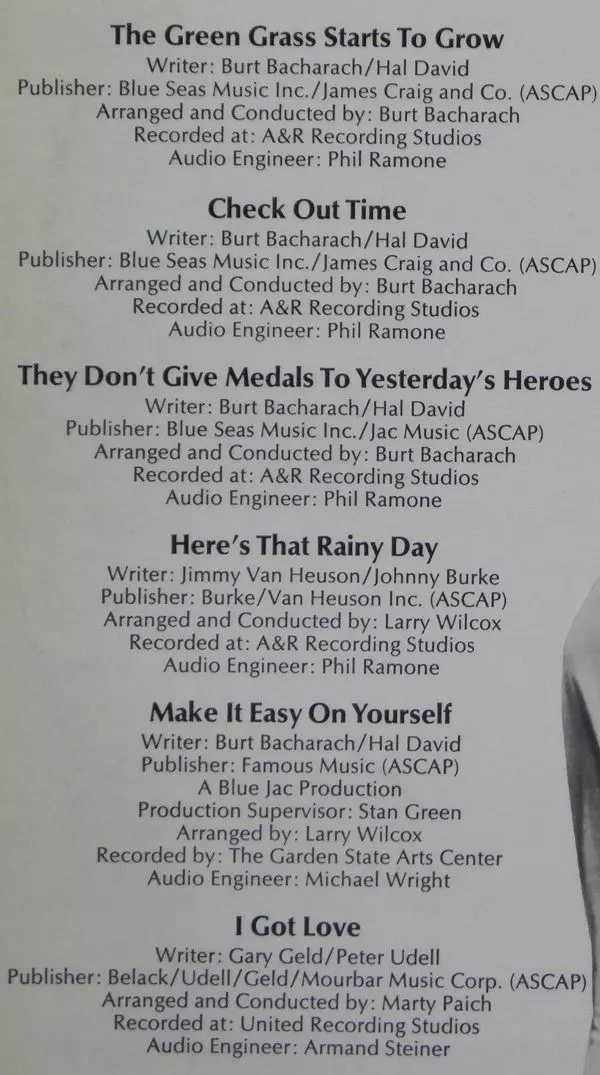 The Green Grass Starts To Grow
Writer: Burt Bacharach/Hal David
Publisher: Blue Seas Music Inc./James Craig and Co. (ASCAP)
Arranged and Conducted by: Burt Bacharach
Recorded at: A&R Recording Studios
Audio Engineer: Phil Ramone
Check Out Time
Writer: Burt Bacharach/Hal David
Publisher: Blue Seas Music Inc./James Craig and Co. (ASCAP)
Arranged and Conducted by: Burt Bacharach
Recorded at: A&R Recording Studios
Audio Engineer: Phil Ramone
They Don't Give Medals To Yesterday's Heroes
Writer: Burt Bacharach/Hal David
Publisher: Blue Seas Music Inc./Jac Music (ASCAP)
Arranged and Conducted by: Burt Bacharach
Recorded at: A&R Recording Studios
Audio Engineer: Phil Ramone
Here's That Rainy Day
Writer: Jimmy Van Heuson/Johnny Burke
Publisher: Burke/Van Heuson Inc. (ASCAP)
Arranged and Conducted by: Larry Wilcox
Recorded at: A&R Recording Studios
Audio Engineer: Phil Ramone
Make It Easy On Yourself
Writer: Burt Bacharach/Hal David
Publisher: Famous Music (ASCAP)
A Blue Jac Production
Production Supervisor: Stan Green
Arranged by: Larry Wilcox
Recorded by: The Garden State Arts Center
Audio Engineer: Michael Wright
I Got Love
Writer: Gary Geld/Peter Udell
Publisher: Belack/Udell/Geld/Mourbar Music Corp. (ASCAP)
Arranged and Conducted by: Marty Paich
Recorded at: United Recording Studios
Audio Engineer: Armand Steiner